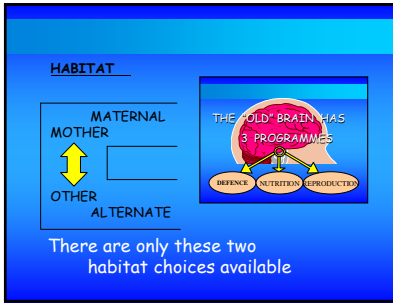 HABITAT
MATERNAL
MOTHER
OTHER
ALTERNATE
THE "OLD" BRAIN HAS
3 PROGRAMMES
DEFENCE
NUTRITION
REPRODUCTION
There are only these two
habitat choices available